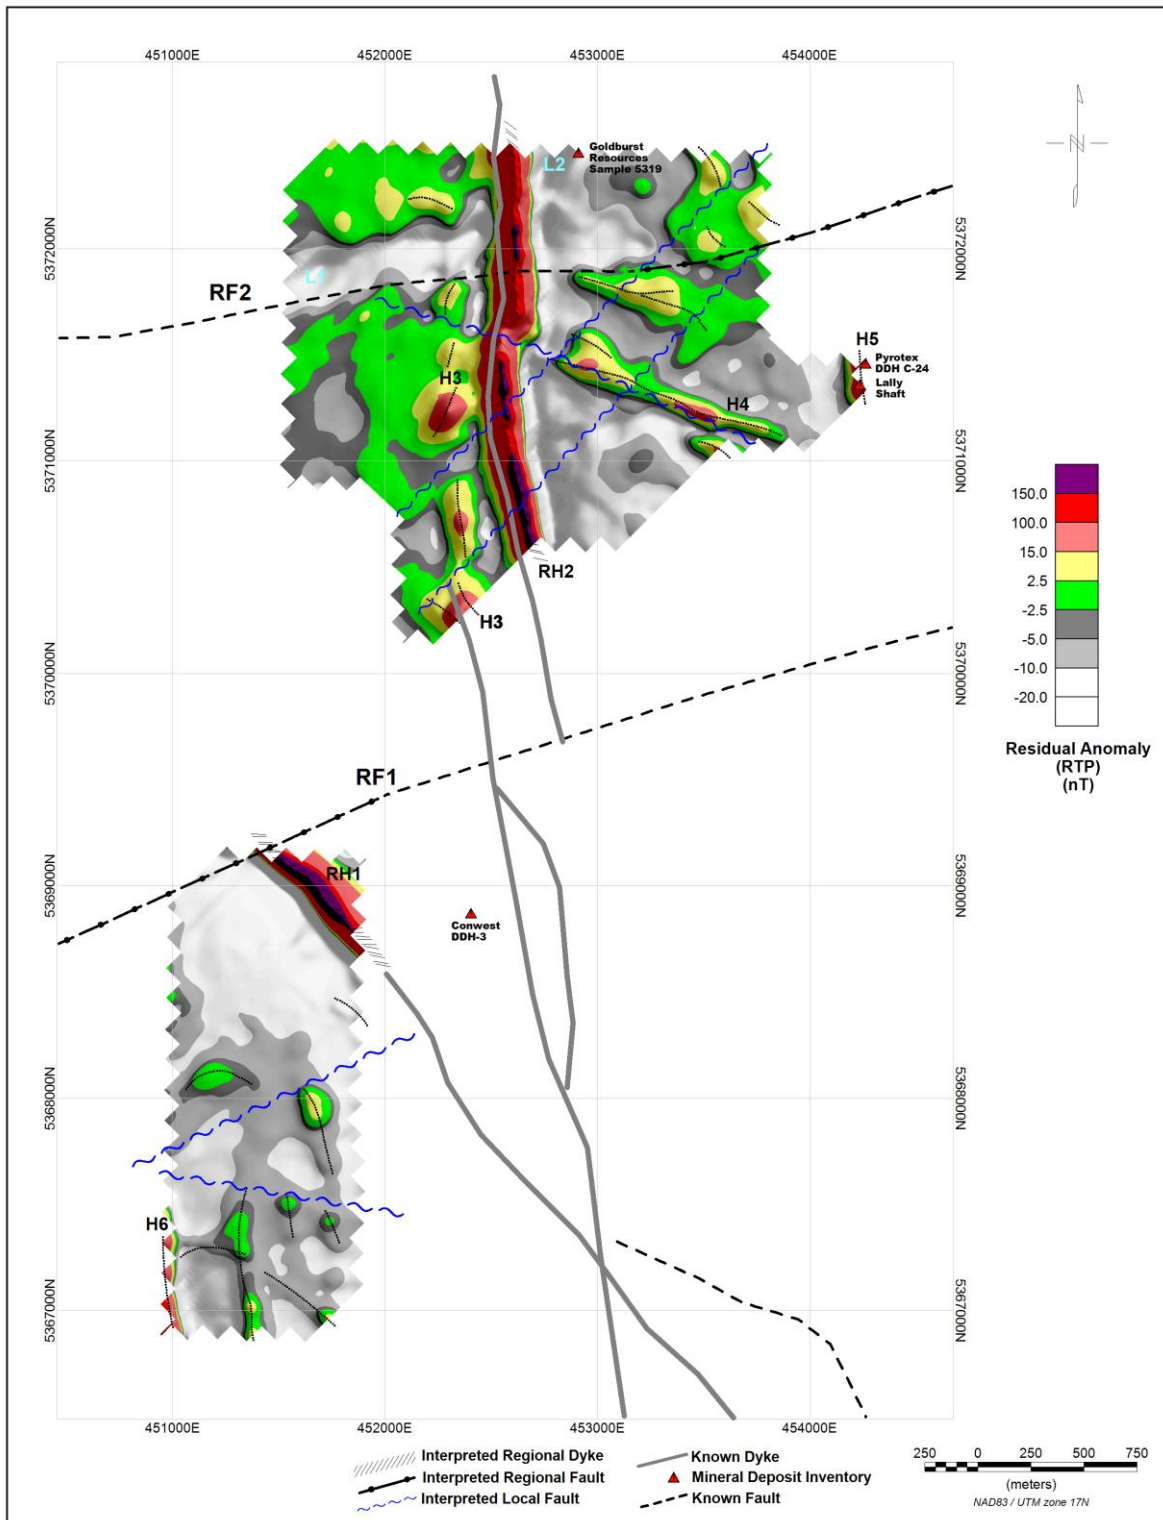 451000E
452000E
453000E
454000E
N
L2
Goldburst
Resources
Sample 5319
5372000N
5372000N
L1
RF2
H5
Pyrotex
DDH C-24
Lally
Shaft
H3
H4
5371000N
5371000N
150.0
100.0
15.0
2.5
-2.5
-5.0
-10.0
-20.0
RH2
H3
5370000N
5370000N
Residual Anomaly
(RTP)
(nT)
RF1
RH1
5369000N
5369000N
Conwest
DDH-3
5368000N
5368000N
H6
5367000N
5367000N
451000E
452000E
453000E
454000E
Interpreted Regional Dyke
Interpreted Regional Fault
Interpreted Local Fault
Known Dyke
Mineral Deposit Inventory
Known Fault
250 0 250 500 750
(meters)
NAD83 / UTM zone 17N